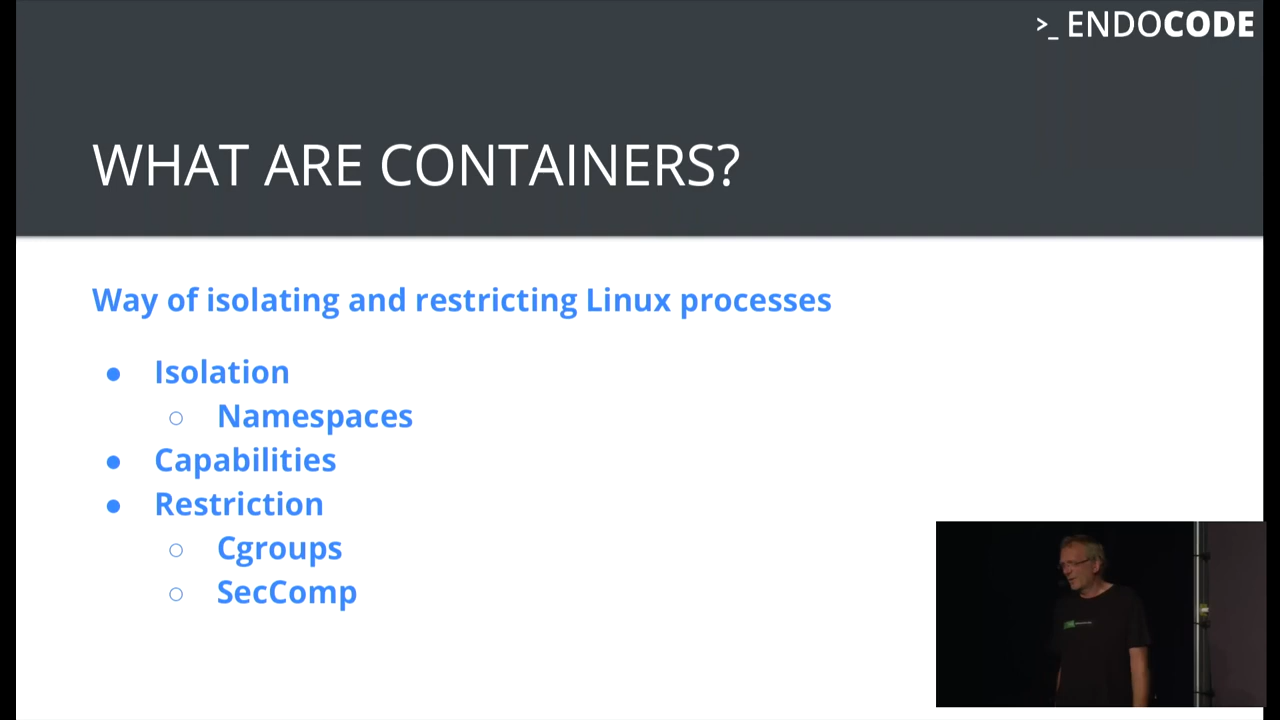 >_ ENDOCODE
WHAT ARE CONTAINERS?
Way of isolating and restricting Linux processes
● Isolation
○ Namespaces
● Capabilities
● Restriction
○ Cgroups
○ SecComp